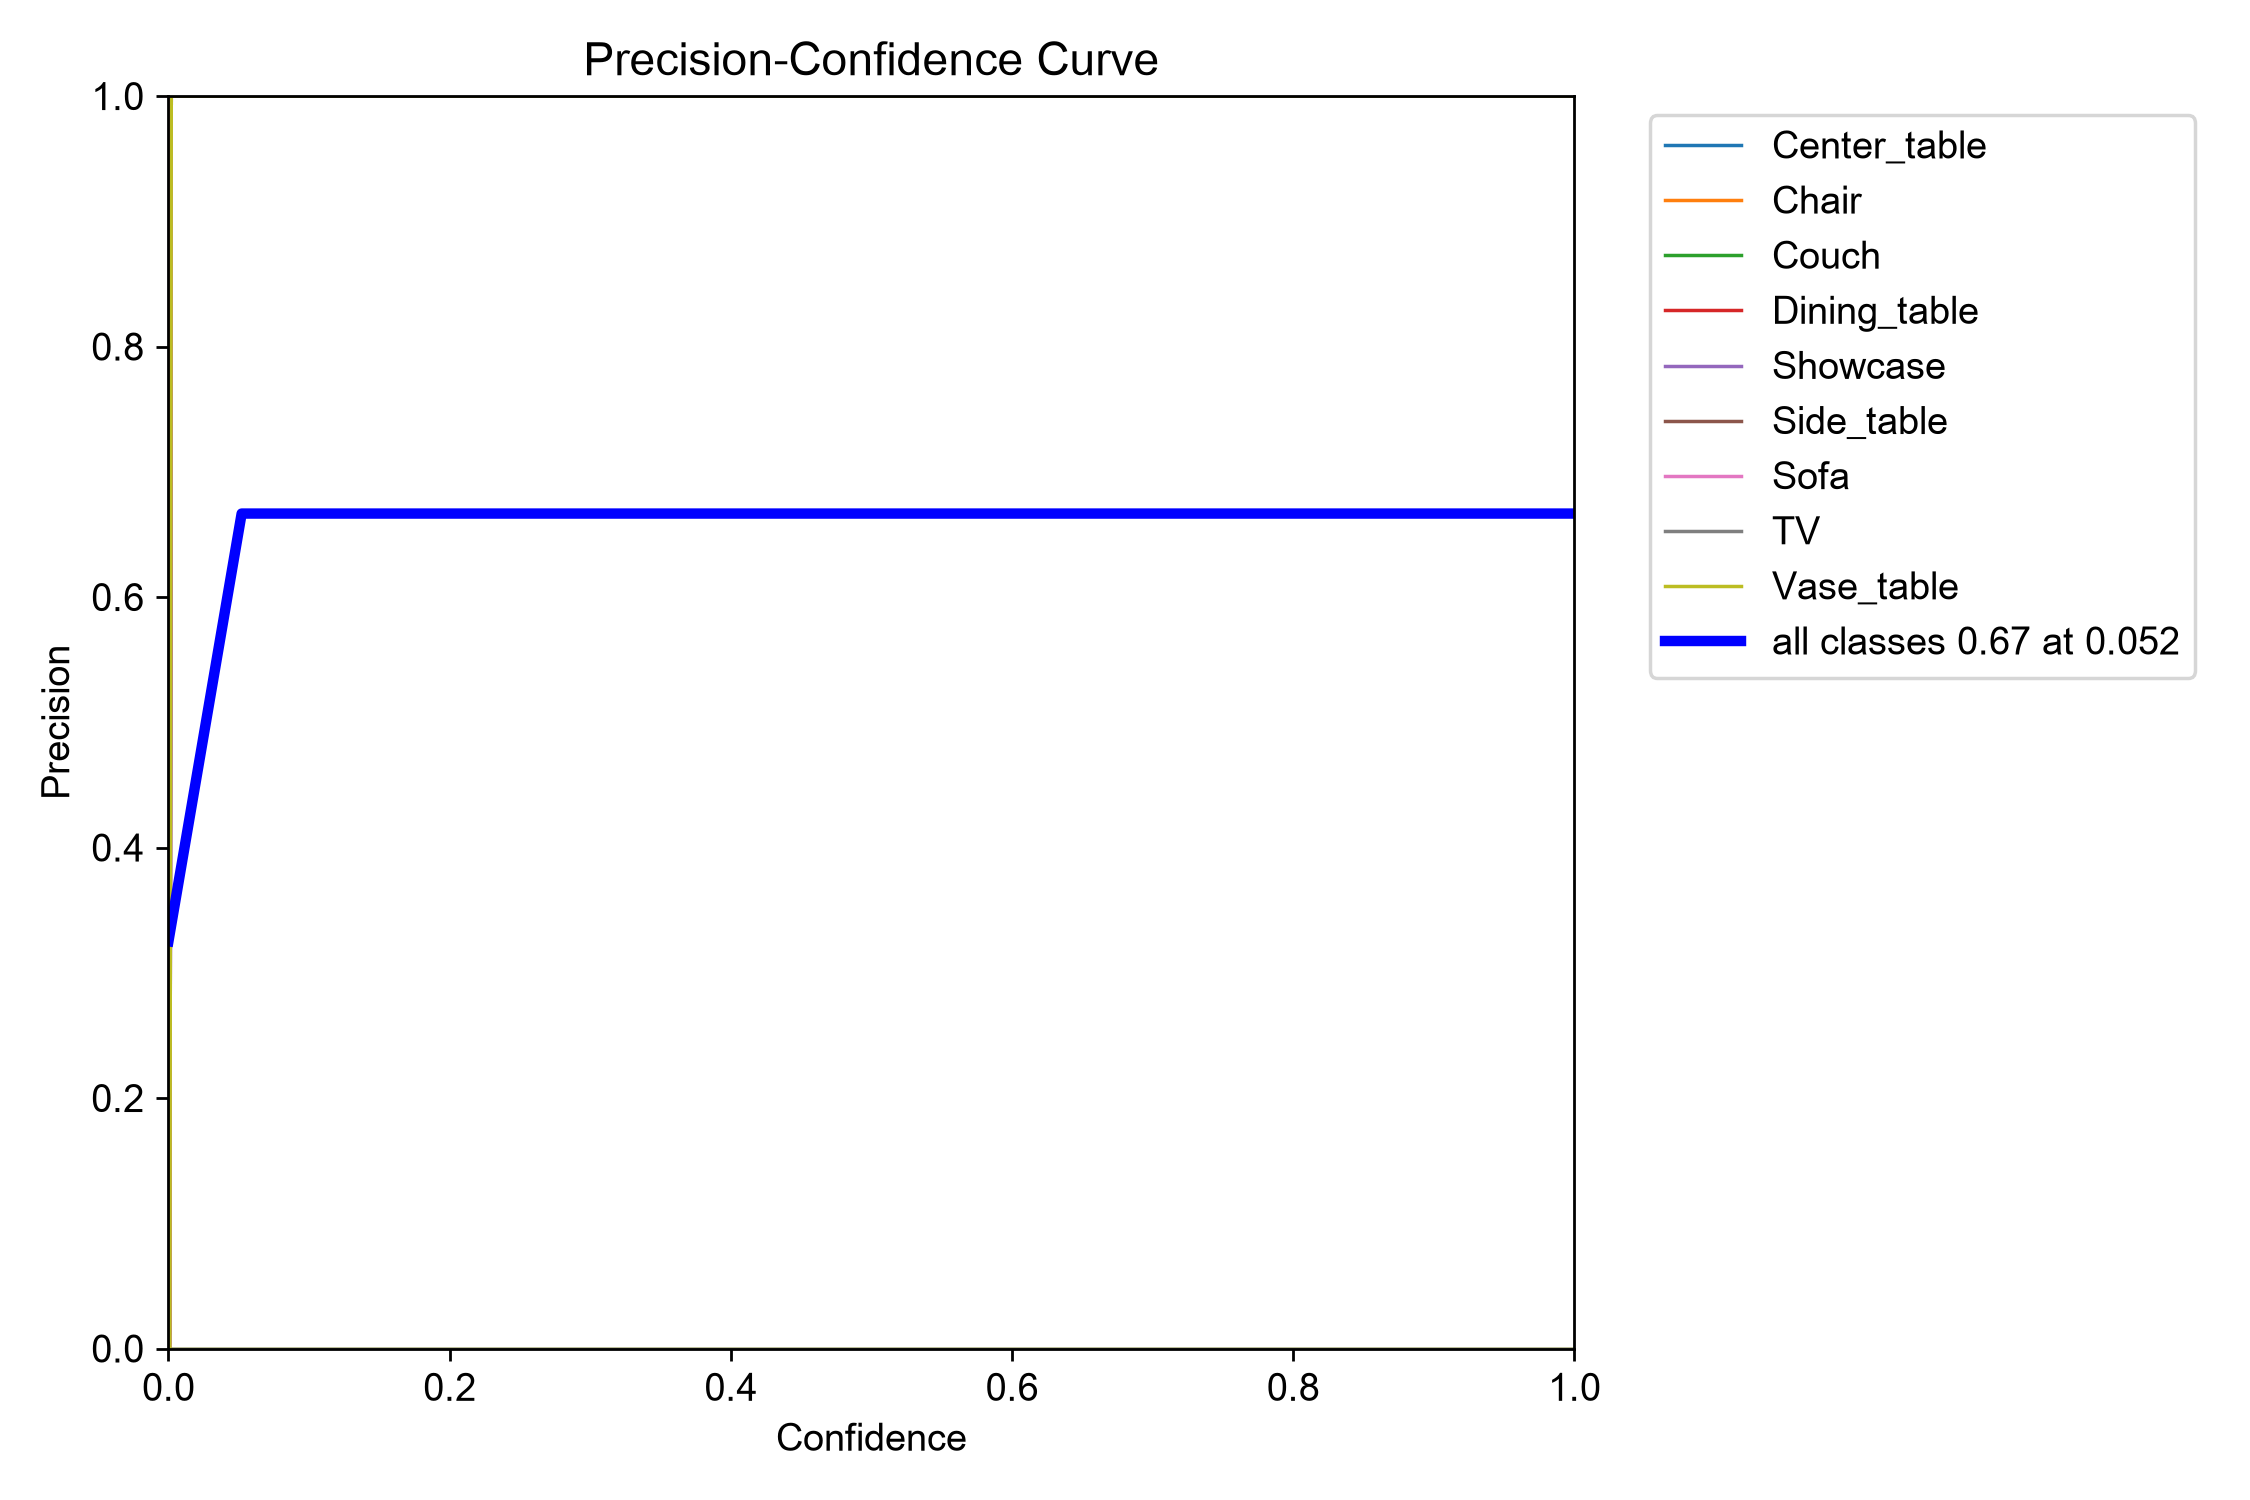 Precision-Confidence Curve
1.0
0.8
0.6
0.4
0.2
0.0
Precision
0.0 0.2 0.4 0.6 0.8 1.0
Confidence
Center_table
Chair
Couch
Dining_table
Showcase
Side_table
Sofa
TV
Vase_table
all classes 0.67 at 0.052